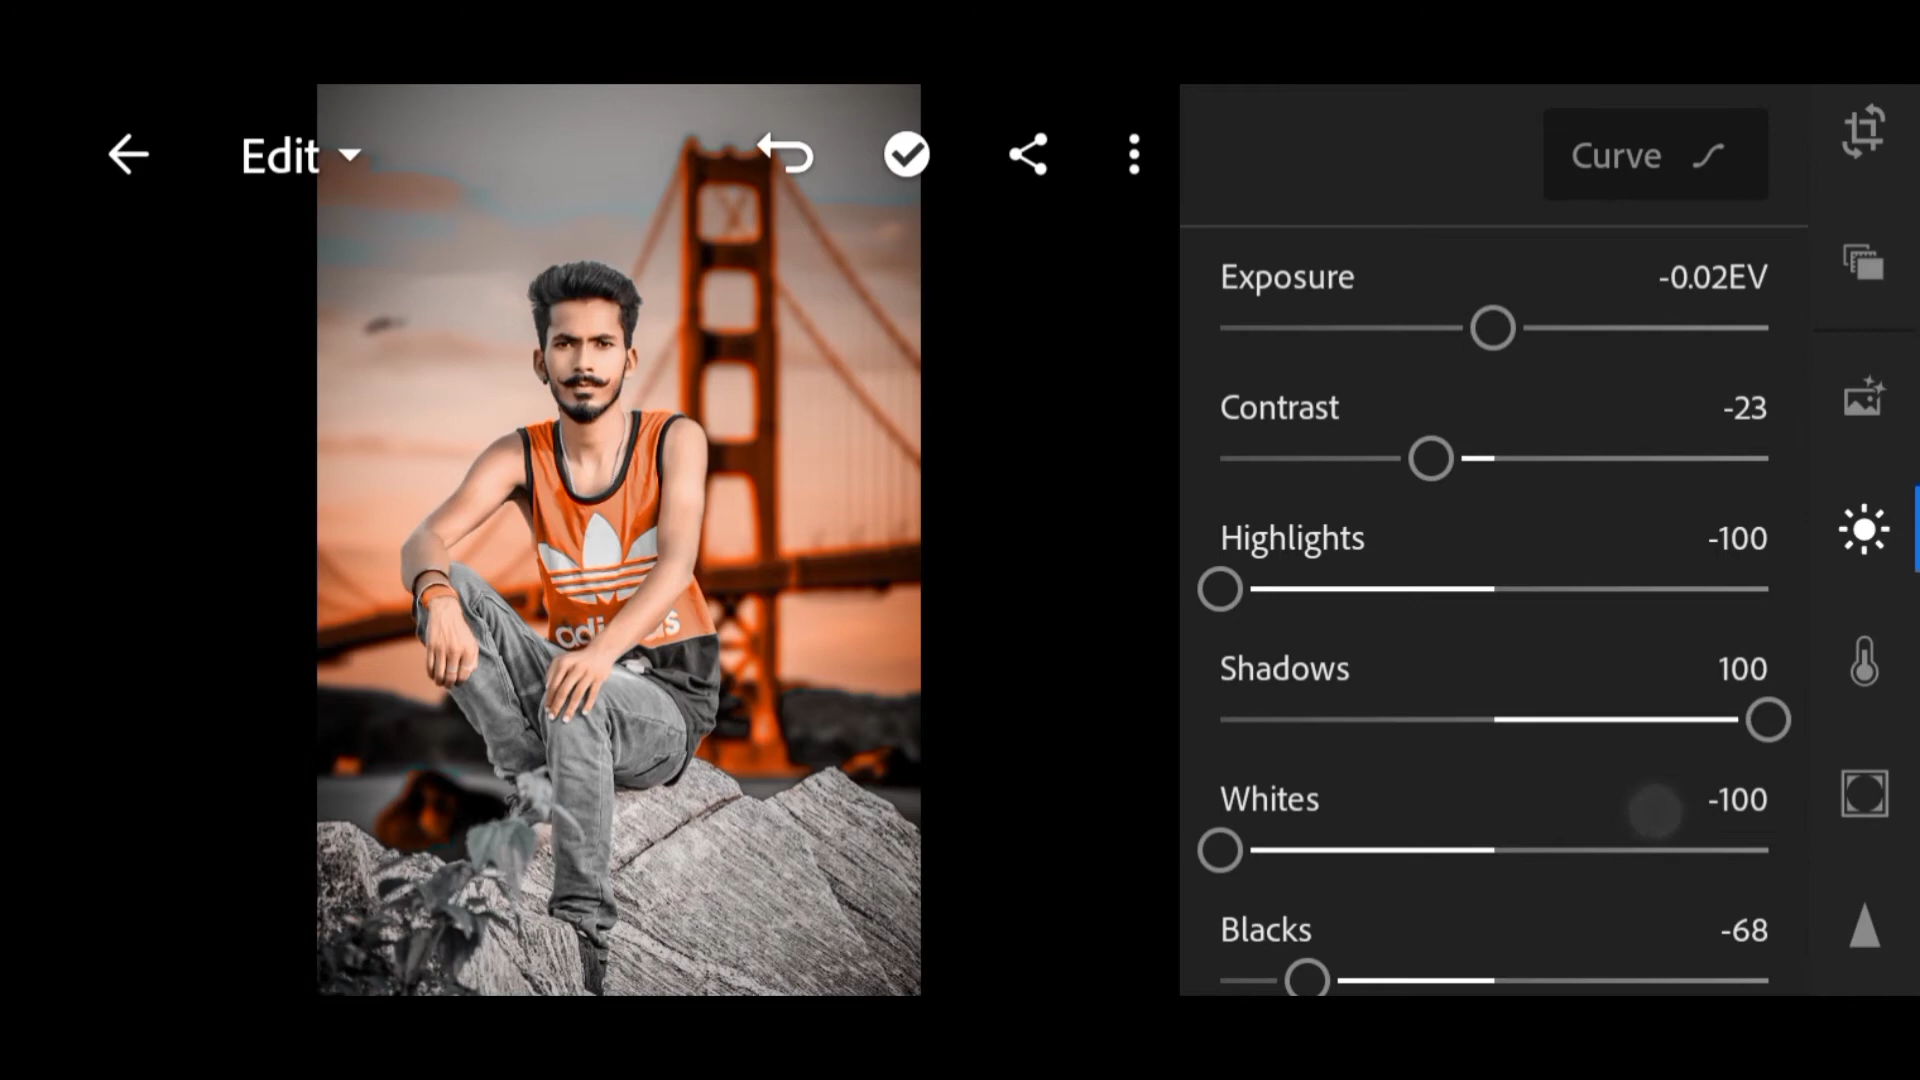 Edit
Curve
Exposure -0.02EV
Contrast -23
Highlights -100
Shadows 100
Whites -100
Blacks -68